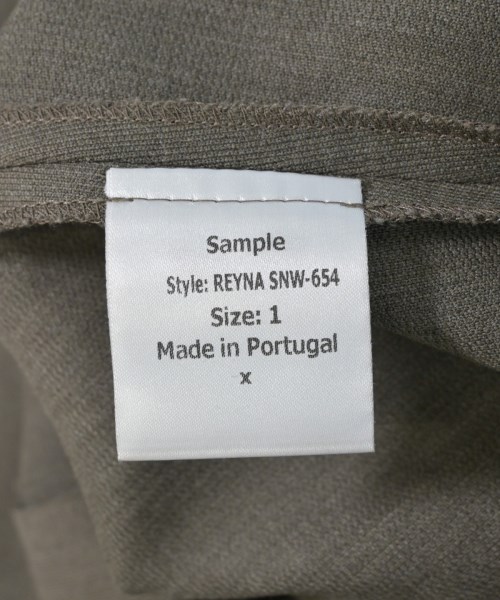 Sample
Style: REYNA SNW-654
Size: 1
Made in Portugal
x